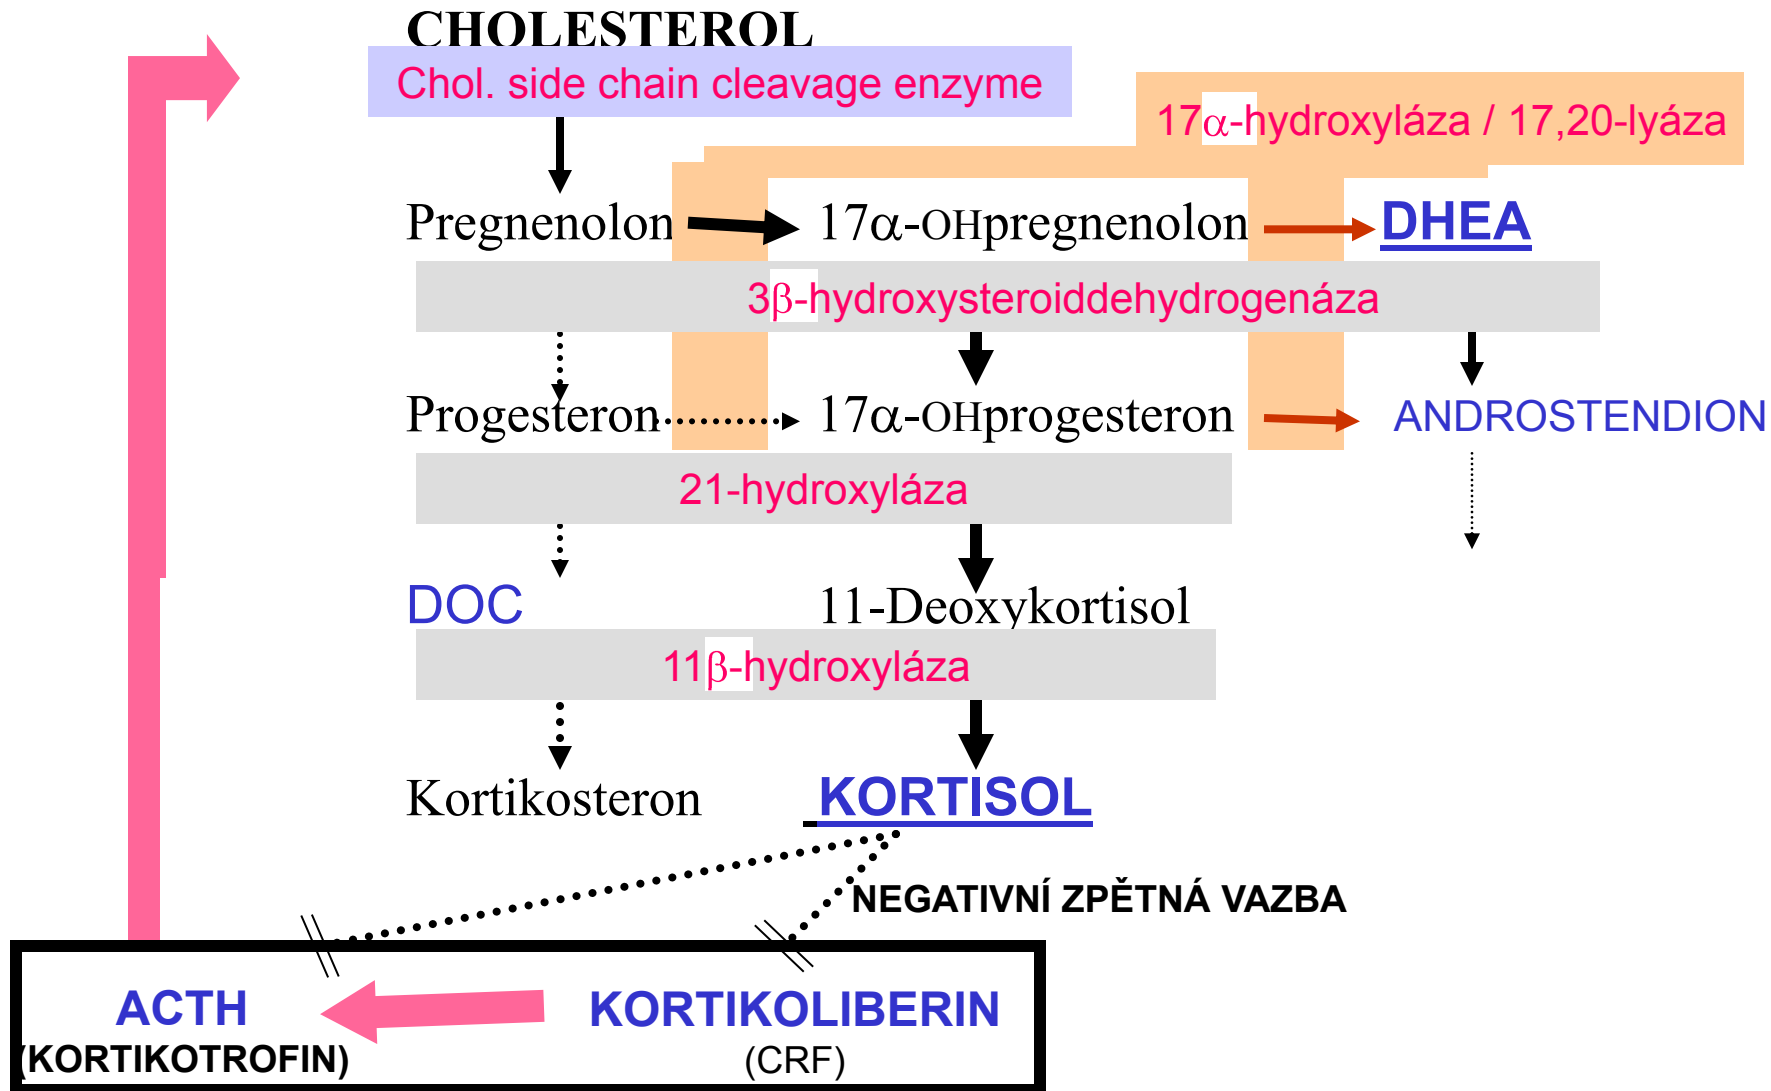 CHOLESTEROL
Chol. side chain cleavage enzyme
17α-hydroxyláza / 17,20-lyáza
Pregnenolon 17α-OHpregnenolon DHEA
3β-hydroxysteroiddehydrogenáza
Progesteron 17α-OHprogesteron ANDROSTENDION
21-hydroxyláza
DOC 11-Deoxykortisol
11β-hydroxyláza
Kortikosteron KORTISOL
NEGATIVNÍ ZPĚTNÁ VAZBA
ACTH KORTIKOLIBERIN
(KORTIKOTROFIN) (CRF)